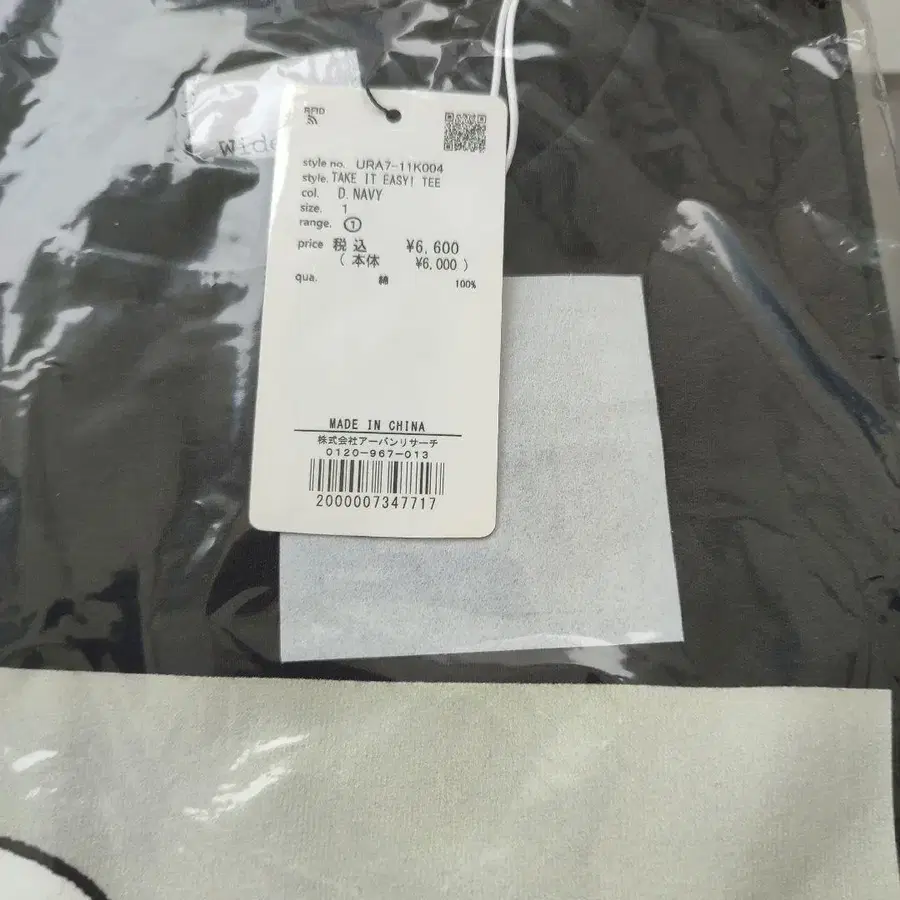 RFID
Wide
style no. URA7-11K004
style. TAKE IT EASY! TEE
col. D.NAVY
size. 1
range. ①
price 税込 ¥6,600
( 本体 ¥6,000 )
qua. 綿 100%
MADE IN CHINA
株式会社アーバンリサーチ
0120-967-013
2000007347717